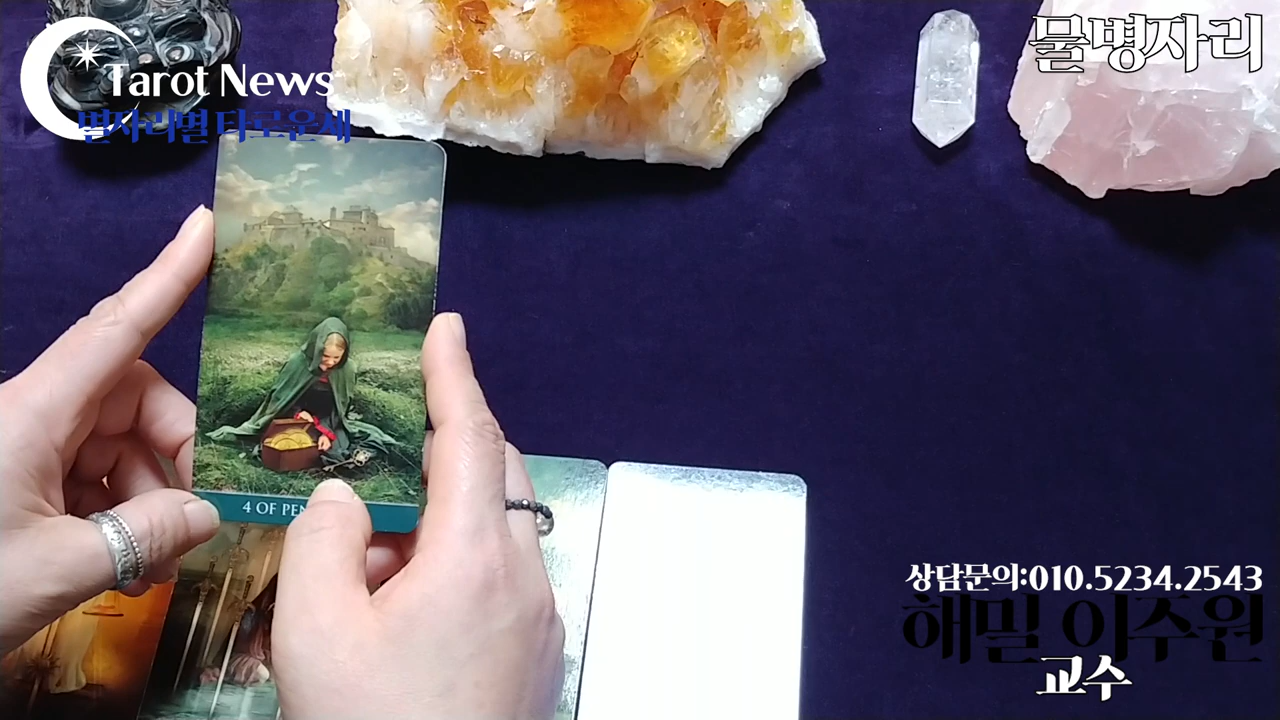 Tarot News
별자리별 타로운세
물병자리
4 OF PEN
상담문의:010.5234.2543
해밀 이주원
교수